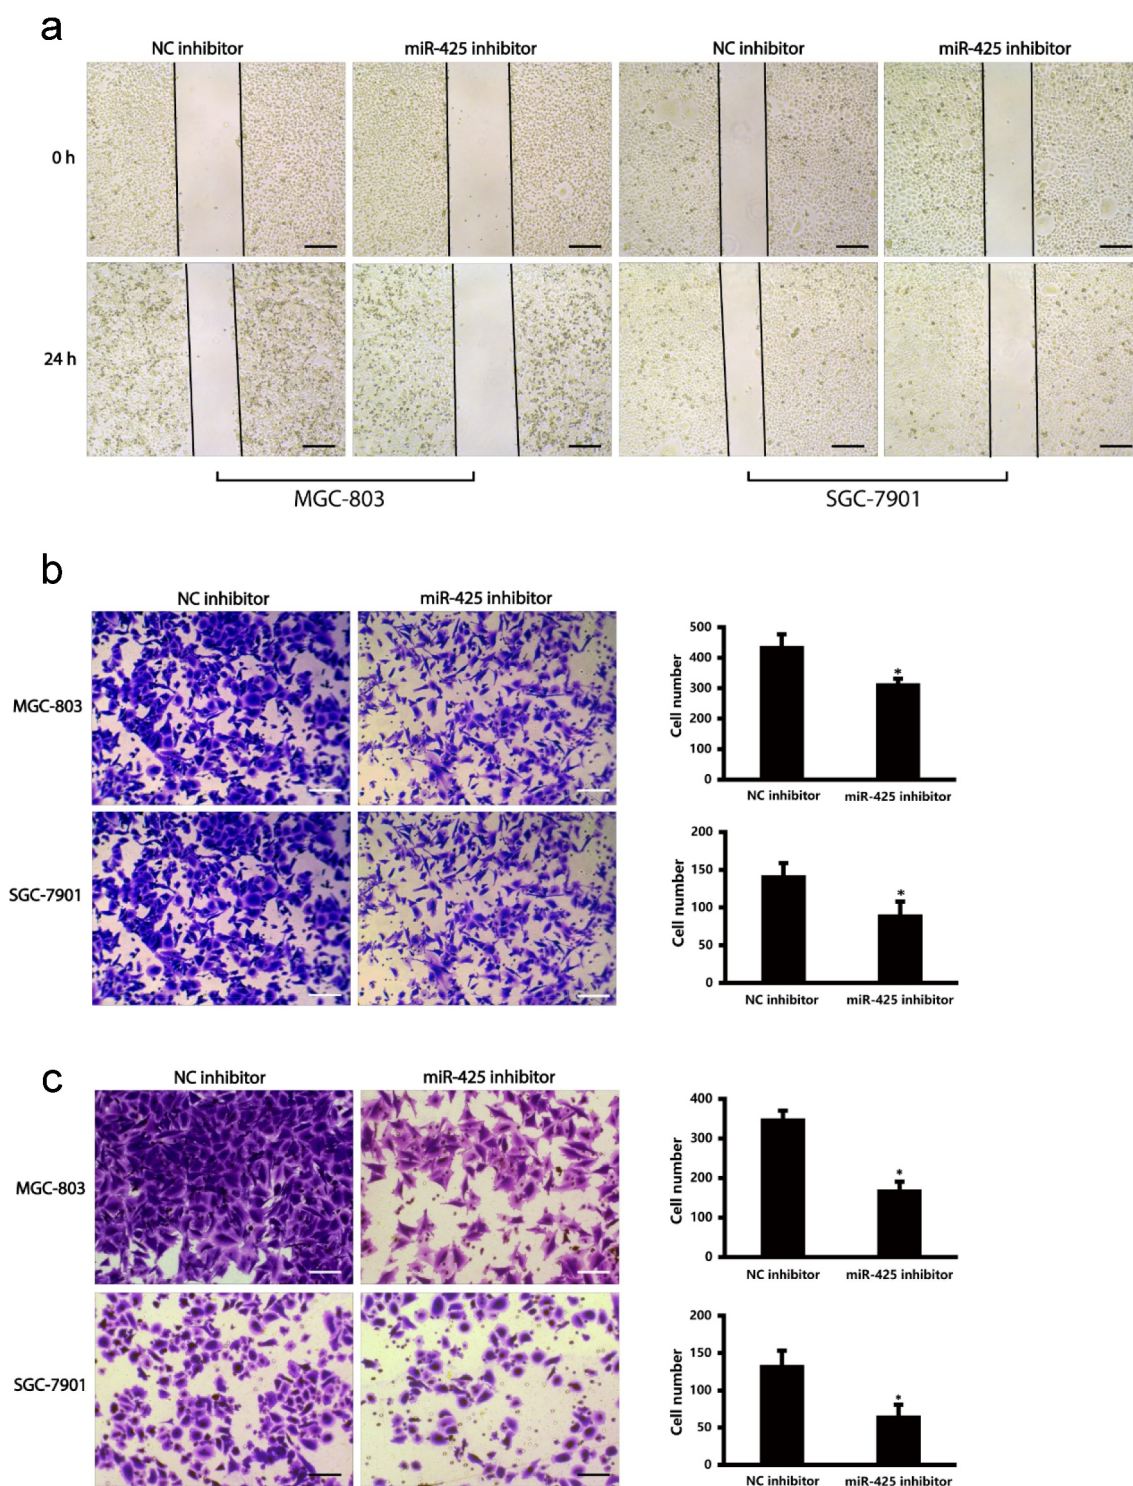 a
NC inhibitor miR-425 inhibitor NC inhibitor miR-425 inhibitor
0 h
24 h
MGC-803 SGC-7901
b
NC inhibitor miR-425 inhibitor
MGC-803
SGC-7901
500
400
300
200
100
0
Cell number
*
NC inhibitor miR-425 inhibitor
200
150
100
50
0
Cell number
*
NC inhibitor miR-425 inhibitor
c
NC inhibitor miR-425 inhibitor
MGC-803
SGC-7901
400
300
200
100
0
Cell number
*
NC inhibitor miR-425 inhibitor
150
100
50
0
Cell number
*
NC inhibitor miR-425 inhibitor